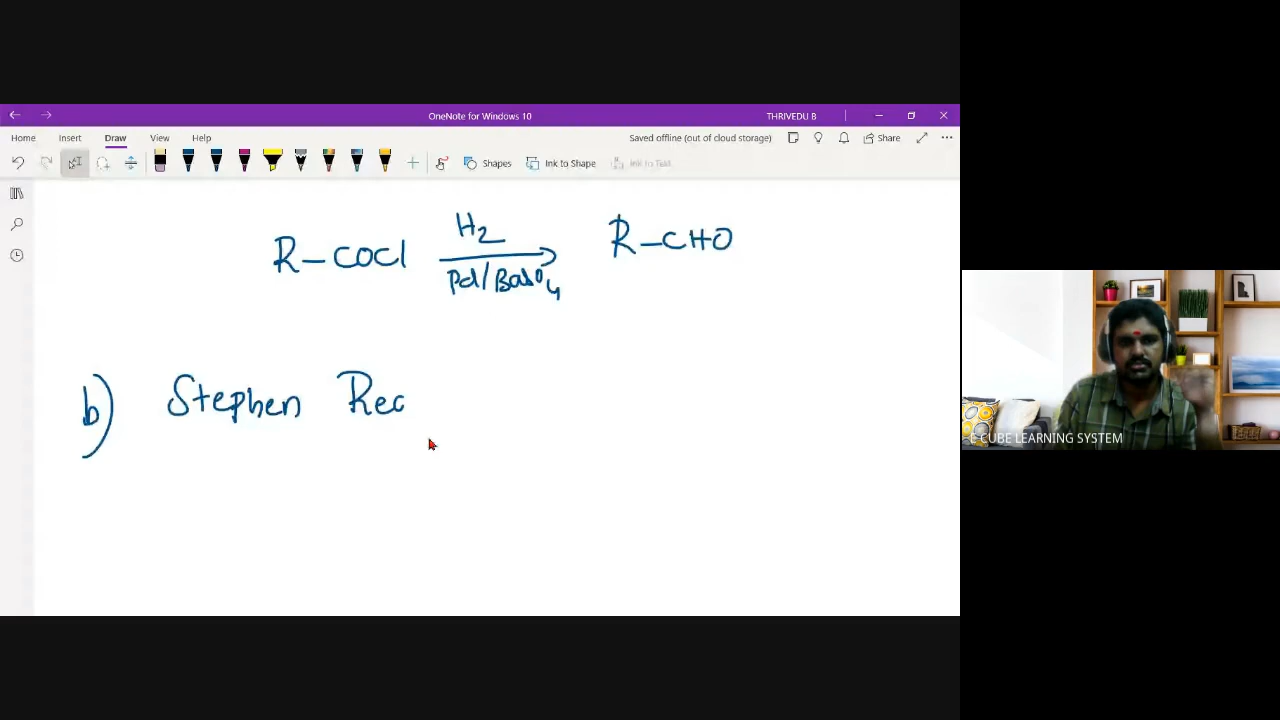 OneNote for Windows 10
THRIVEDU B
Home Insert Draw View Help
Saved offline (out of cloud storage)
Share
Shapes
Ink to Shape
Ink to Text
H2
R-COCl → R-CHO
Pd/BaSO4
b) Stephen Reac
E CUBE LEARNING SYSTEM